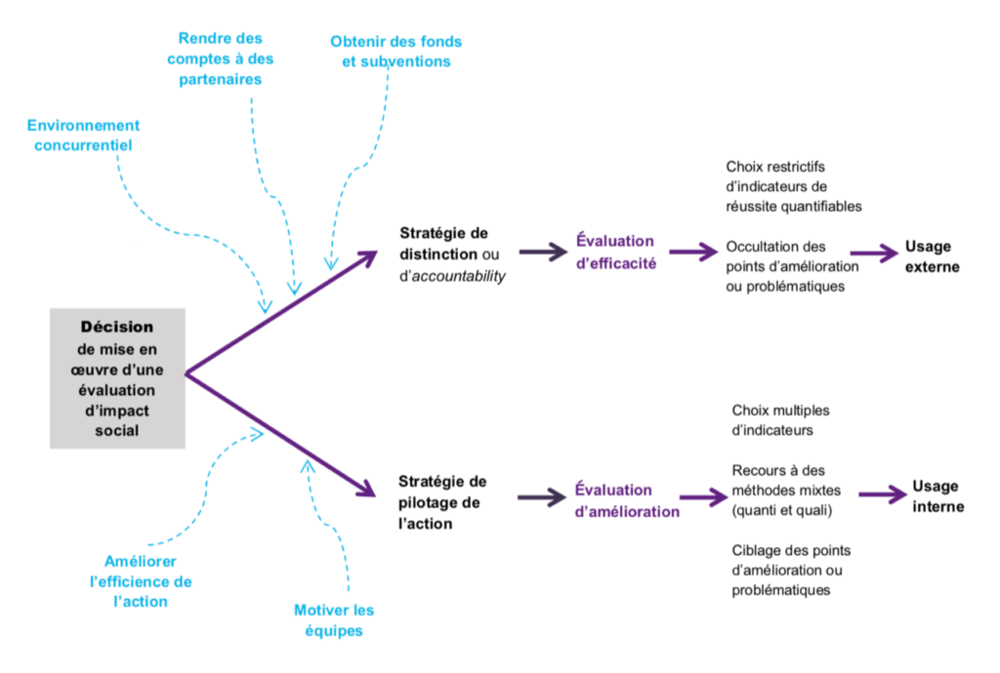 Rendre des
comptes à des
partenaires
Obtenir des fonds
et subventions
Environnement
concurrentiel
Décision
de mise en
œuvre d’une
évaluation
d’impact
social
Stratégie de
distinction ou
d’accountability
Évaluation
d’efficacité
Choix restrictifs
d’indicateurs de
réussite quantifiables
Occultation des
points d’amélioration
ou problématiques
Usage
externe
Stratégie de
pilotage de
l’action
Évaluation
d’amélioration
Choix multiples
d’indicateurs
Recours à des
méthodes mixtes
(quanti et quali)
Ciblage des points
d’amélioration ou
problématiques
Usage
interne
Améliorer
l’efficience de
l’action
Motiver les
équipes